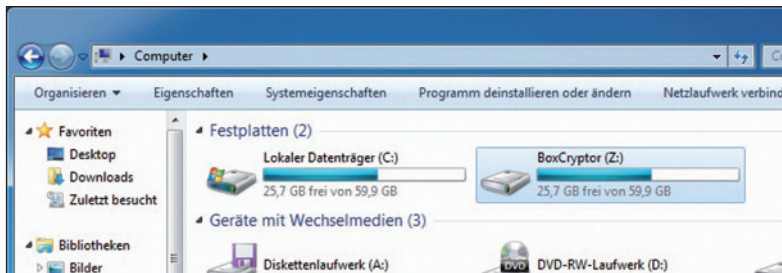 Computer
Organisieren Eigenschaften Systemeigenschaften Programm deinstallieren oder ändern Netzlaufwerk verbind
Favoriten
Desktop
Downloads
Zuletzt besucht
Bibliotheken
Bilder
Festplatten (2)
Lokaler Datenträger (C:)
25,7 GB frei von 59,9 GB
BoxCryptor (Z:)
25,7 GB frei von 59,9 GB
Geräte mit Wechselmedien (3)
Diskettenlaufwerk (A:)
DVD
DVD-RW-Laufwerk (D:)